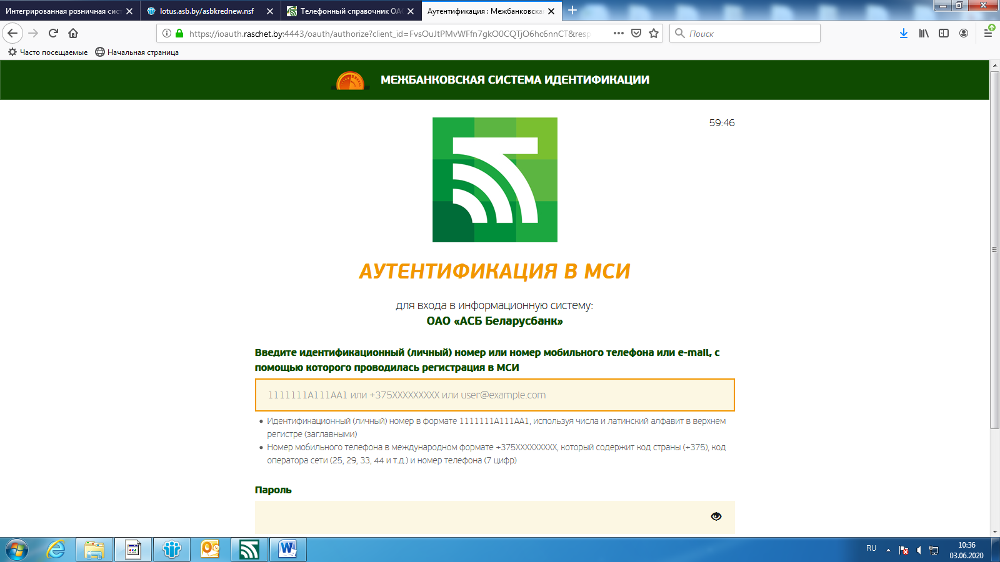 Интегрированная розничная сист
lotus.asb.by/asbkrednew.nsf
Телефонный справочник ОАО
Аутентификация : Межбанковска
https://ioauth.raschet.by:4443/oauth/authorize?client_id=FvsOuJtPMvWFfn7gkO0CQTjO6hc6nnCT&resp
Поиск
Часто посещаемые
Начальная страница
МЕЖБАНКОВСКАЯ СИСТЕМА ИДЕНТИФИКАЦИИ
59:46
АУТЕНТИФИКАЦИЯ В МСИ
для входа в информационную систему:
ОАО «АСБ Беларусбанк»
Введите идентификационный (личный) номер или номер мобильного телефона или e-mail, с
помощью которого проводилась регистрация в МСИ
1111111A111AA1 или +375XXXXXXXXX или user@example.com
• Идентификационный (личный) номер в формате 1111111A111AA1, используя числа и латинский алфавит в верхнем
регистре (заглавными)
• Номер мобильного телефона в международном формате +375XXXXXXXXX, который содержит код страны (+375), код
оператора сети (25, 29, 33, 44 и т.д.) и номер телефона (7 цифр)
Пароль
RU
10:36
03.06.2020